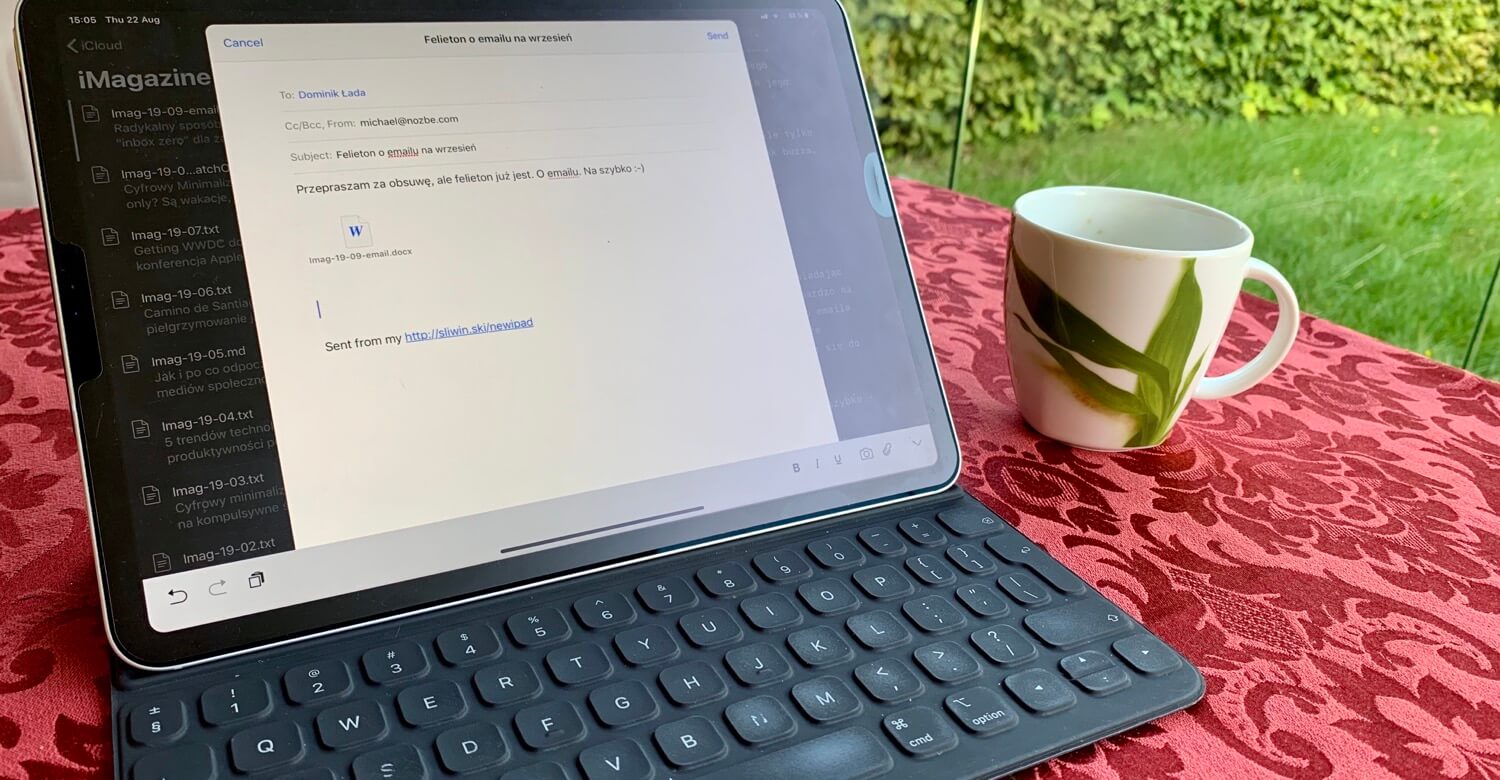 15:05 Thu 22 Aug
iCloud
iMagazine
Imag-19-09-emai
Radykalny sposób
"inbox zero" dla
Imag-19-0...atchO
Cyfrowy Minimaliz
only? Są wakacje,
Imag-19-07.txt
Getting WWDC do
konferencja Apple
Imag-19-06.txt
Camino de Santia
pielgrzymowanie
Imag-19-05.md
Jak i po co odpoc
mediów społeczn
Imag-19-04.txt
5 trendów techno
produktywności p
Imag-19-03.txt
Cyfrowy minimaliz
na kompulsywne
Imag-19-02.txt
Cancel
Felieton o emailu na wrzesień
Send
To: Dominik Łada
Cc/Bcc, From: michael@nozbe.com
Subject: Felieton o emailu na wrzesień
Przepraszam za obsuwę, ale felieton już jest. O emailu. Na szybko :-)
W
Imag-19-09-email.docx
Sent from my http://sliwin.ski/newipad
B I U
± § ! 1 @ 2 # 3 $ 4 % 5 ^ 6 & 7 * 8 ( 9 ) 0 _ - + =
Q W E R T Y U I O P { [ } ]
S D F G H J K L : ; " ' | \
V B M < , > . ? /
⌘ cmd ⌥ option